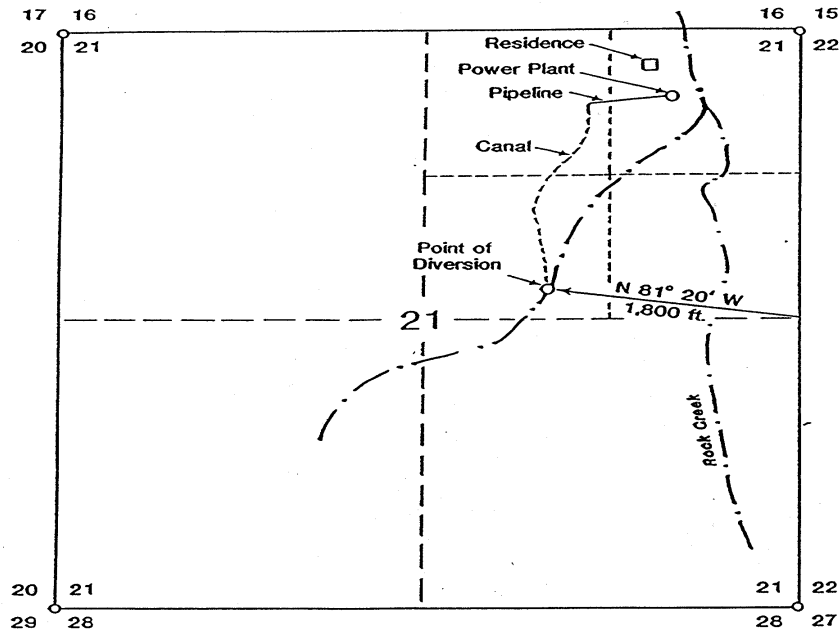 17 16
20 21
16 15
21 22
Residence
Power Plant
Pipeline
Canal
Point of
Diversion
N 81° 20' W
1,800 ft.
21
Rock Creek
20 21
29 28
21 22
28 27